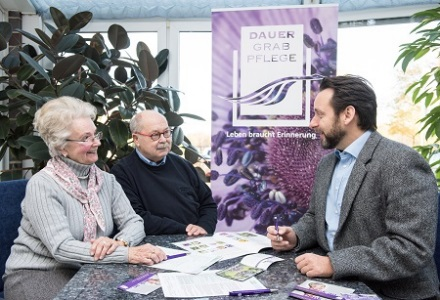 DAUER
GRAB
PFLEGE
Leben braucht Erinnerung.